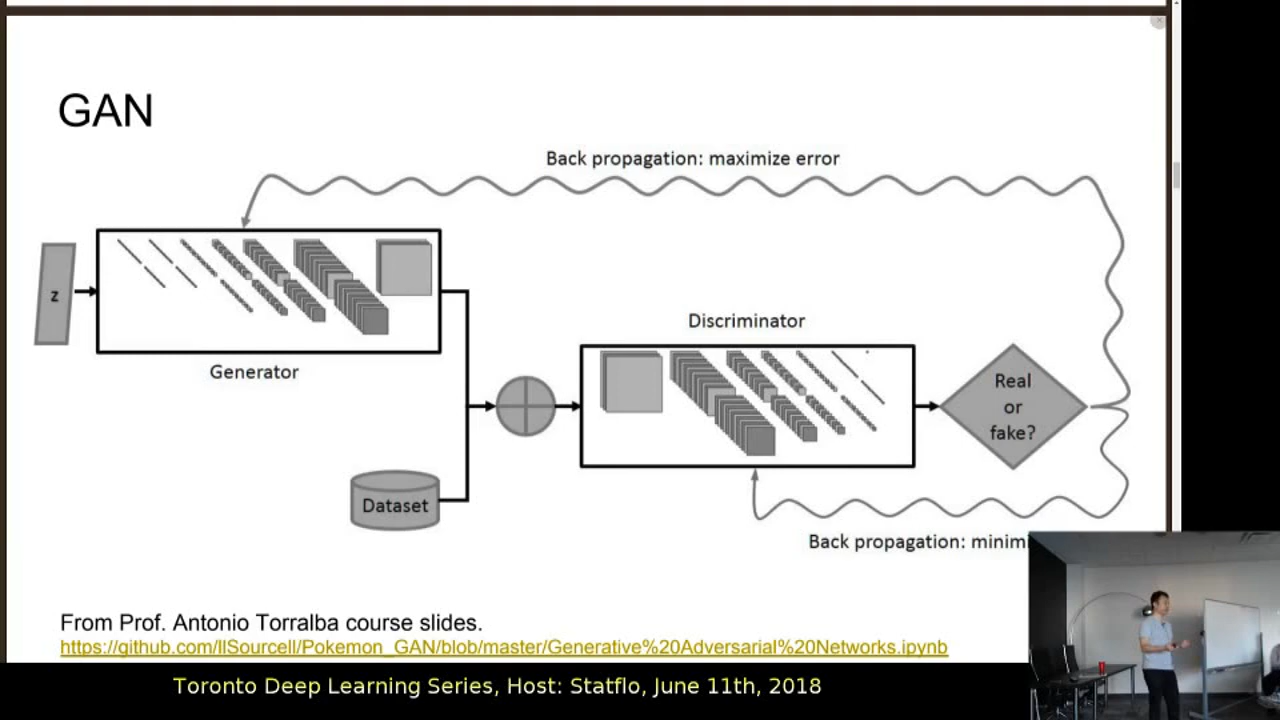 GAN
Back propagation: maximize error
z
Generator
Discriminator
Real
or
fake?
Dataset
Back propagation:
From Prof. Antonio Torralba course slides.
https://github.com/llSourcell/Pokemon_GAN/blob/master/Generative%20Adversarial%20Networks.ipynb
Toronto Deep Learning Series, Host: Statflo, June 11th, 2018